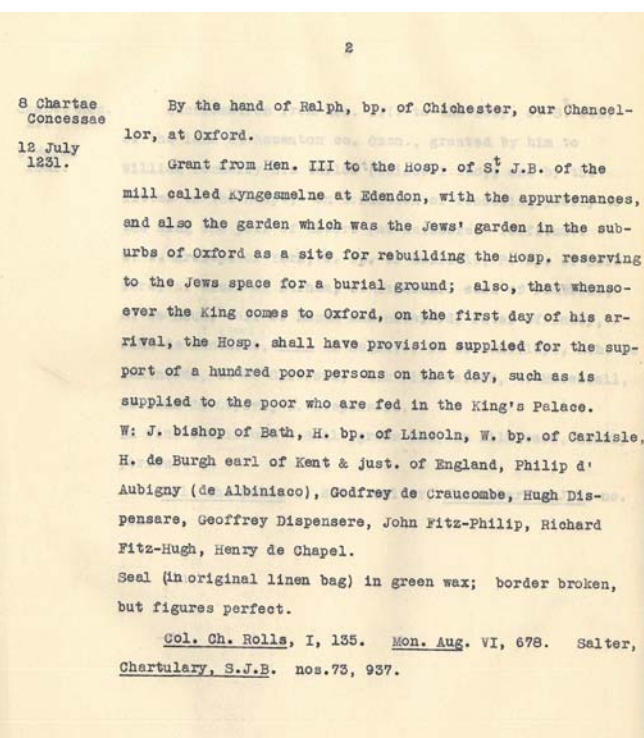 2
8 Chartae
Concessae
12 July
1231.
By the hand of Ralph, bp. of Chichester, our Chancel-
lor, at Oxford.
Grant from Hen. III to the Hosp. of St. J.B. of the
mill called Kyngesmelne at Edendon, with the appurtenances,
and also the garden which was the Jews' garden in the sub-
urbs of Oxford as a site for rebuilding the Hosp. reserving
to the Jews space for a burial ground; also, that whenso-
ever the King comes to Oxford, on the first day of his ar-
rival, the Hosp. shall have provision supplied for the sup-
port of a hundred poor persons on that day, such as is
supplied to the poor who are fed in the King's Palace.
W: J. bishop of Bath, H. bp. of Lincoln, W. bp. of Carlisle,
H. de Burgh earl of Kent & just. of England, Philip d'
Aubigny (de Albiniaco), Godfrey de Craucombe, Hugh Dis-
pensare, Geoffrey Dispensere, John Fitz-Philip, Richard
Fitz-Hugh, Henry de Chapel.
Seal (in original linen bag) in green wax; border broken,
but figures perfect.
Col. Ch. Rolls, I, 135. Mon. Aug. VI, 678. Salter,
Chartulary, S.J.B. nos.73, 937.